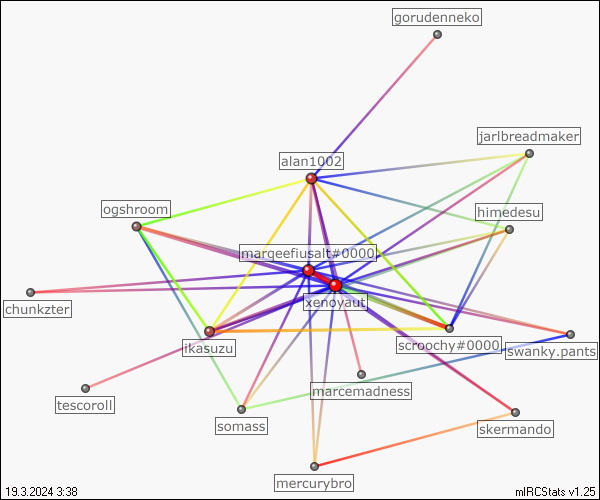 gorudenneko
jarlbreadmaker
alan1002
ogshroom
himedesu
margeefiusalt#0000
chunkzter
xenoyaut
ikasuzu
scroochy#0000
swanky.pants
marcemadness
tescoroll
somass
skermando
mercurybro
19.3.2024 3:38
mIRCStats v1.25